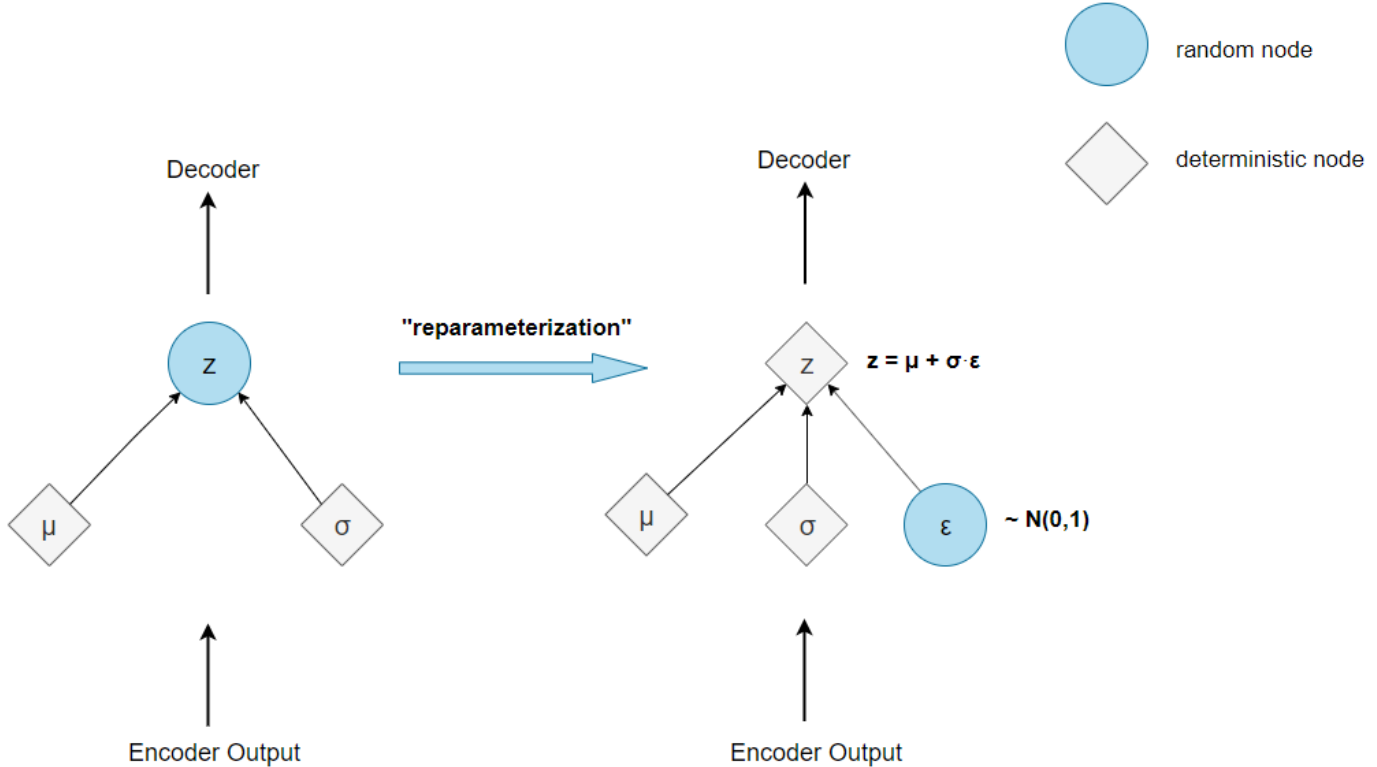 random node
deterministic node
Decoder
z
μ
σ
Encoder Output
"reparameterization"
Decoder
z
z = μ + σ·ε
μ
σ
ε
~ N(0,1)
Encoder Output